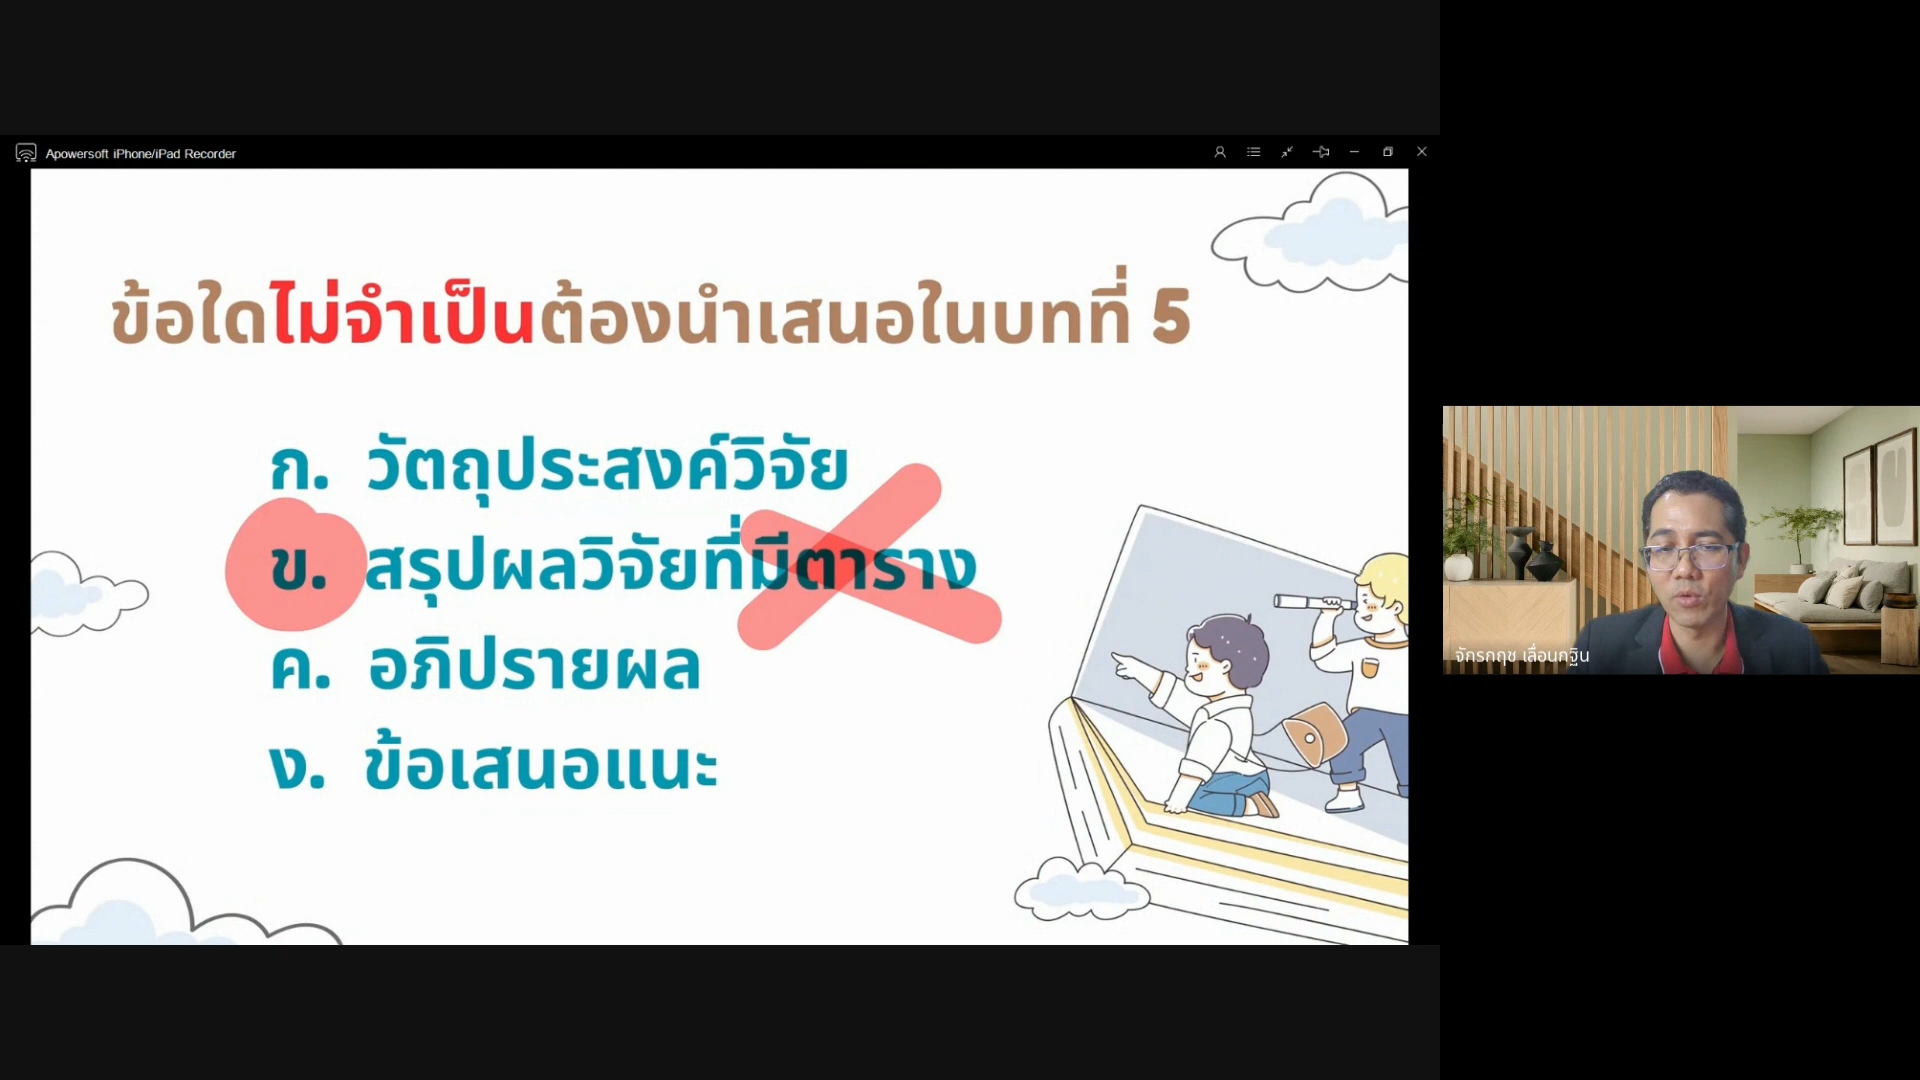 Apowersoft iPhone/iPad Recorder
ข้อใดไม่จำเป็นต้องนำเสนอในบทที่ 5
ก. วัตถุประสงค์วิจัย
ข. สรุปผลวิจัยที่มีตาราง
ค. อภิปรายผล
ง. ข้อเสนอแนะ
จักรกฤช เลื่อนกฐิน